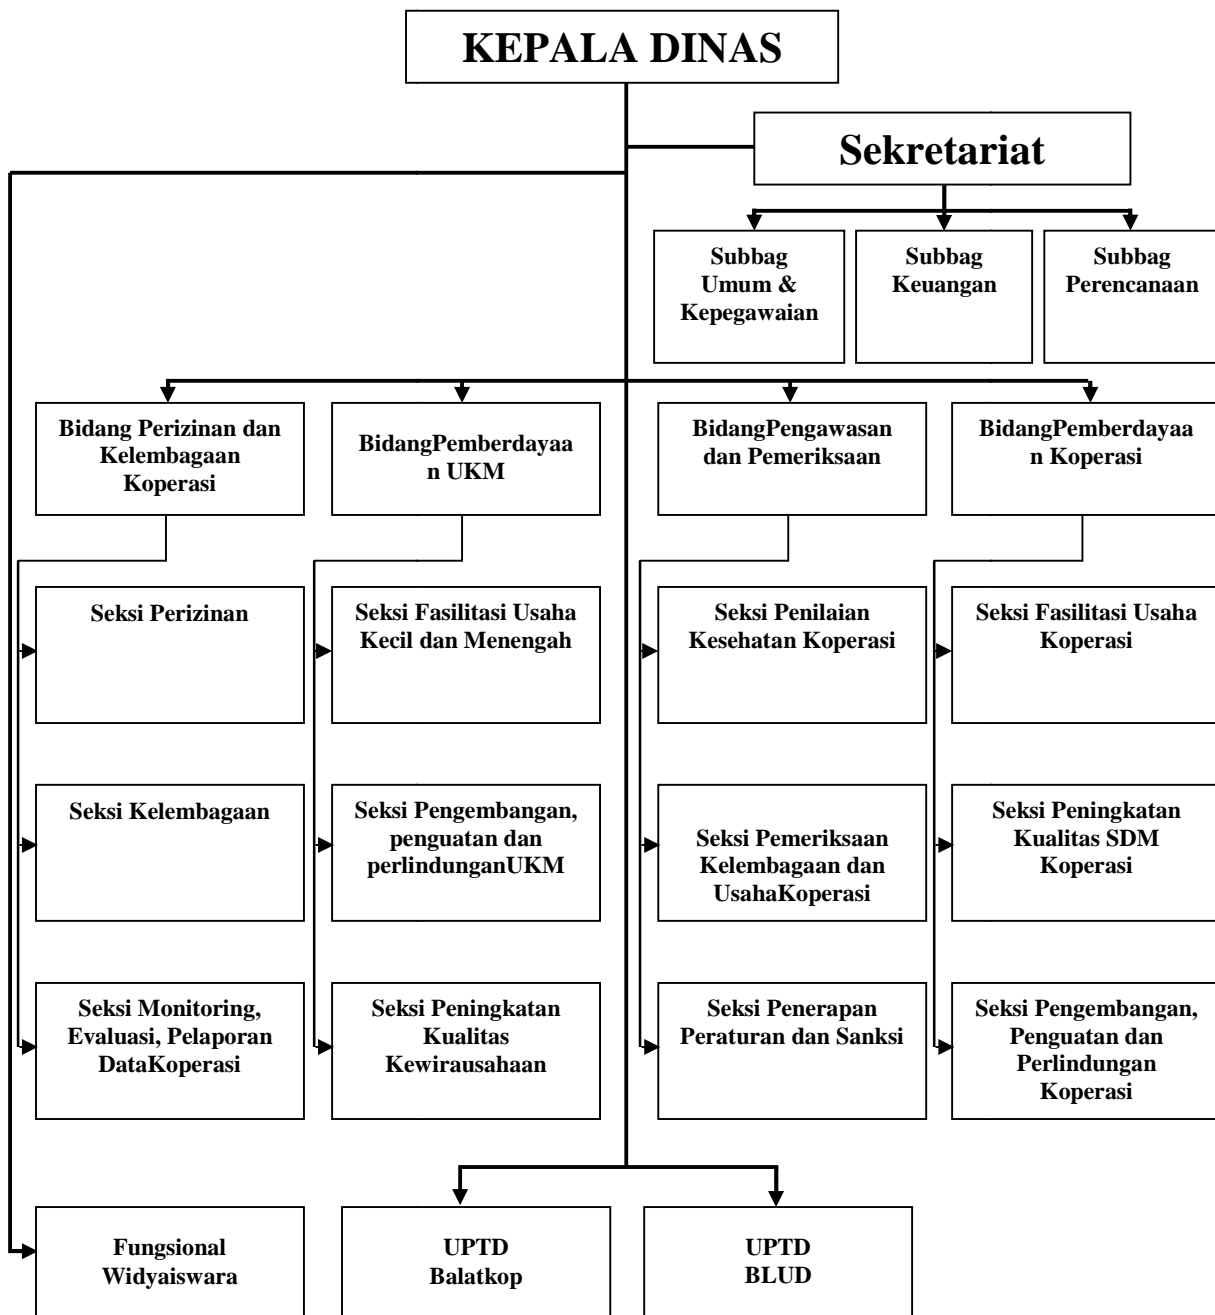 KEPALA DINAS
Sekretariat
Subbag
Umum &
Kepegawaian
Subbag
Keuangan
Subbag
Perencanaan
Bidang Perizinan dan
Kelembagaan
Koperasi
BidangPemberdayaa
n UKM
BidangPengawasan
dan Pemeriksaan
BidangPemberdayaa
n Koperasi
Seksi Perizinan
Seksi Fasilitasi Usaha
Kecil dan Menengah
Seksi Penilaian
Kesehatan Koperasi
Seksi Fasilitasi Usaha
Koperasi
Seksi Kelembagaan
Seksi Pengembangan,
penguatan dan
perlindunganUKM
Seksi Pemeriksaan
Kelembagaan dan
UsahaKoperasi
Seksi Peningkatan
Kualitas SDM
Koperasi
Seksi Monitoring,
Evaluasi, Pelaporan
DataKoperasi
Seksi Peningkatan
Kualitas
Kewirausahaan
Seksi Penerapan
Peraturan dan Sanksi
Seksi Pengembangan,
Penguatan dan
Perlindungan
Koperasi
Fungsional
Widyaiswara
UPTD
Balatkop
UPTD
BLUD